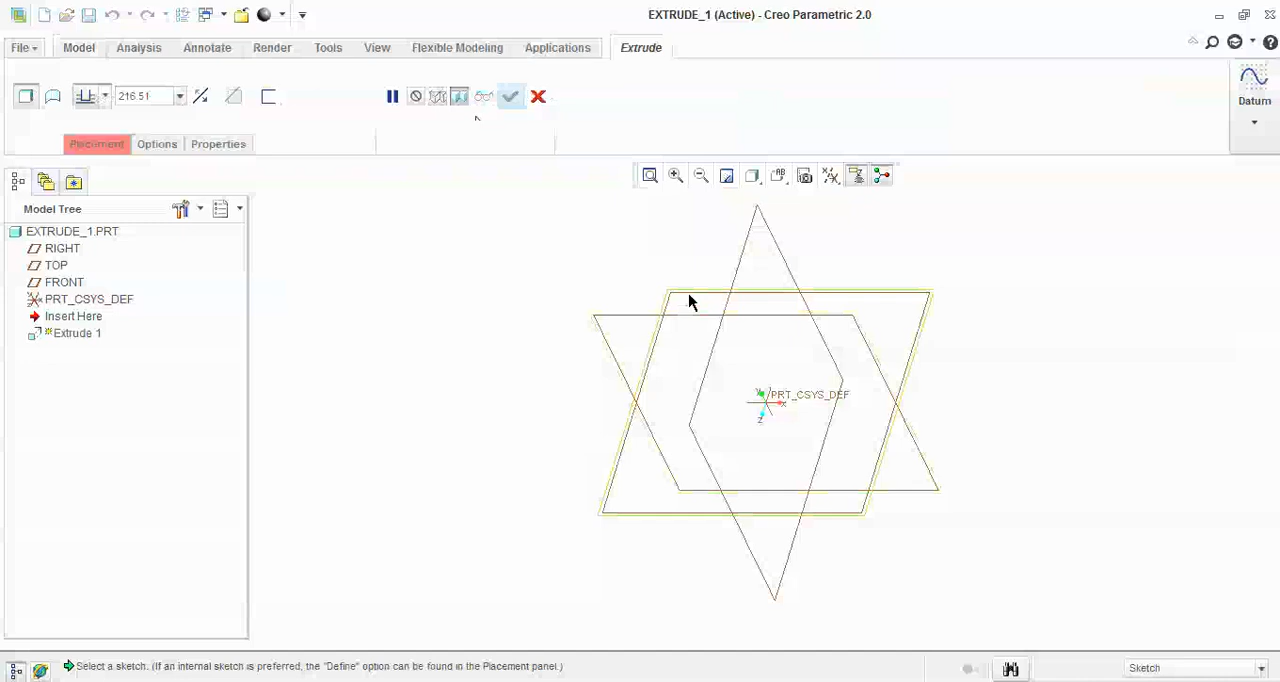 EXTRUDE_1 (Active) - Creo Parametric 2.0
File Model Analysis Annotate Render Tools View Flexible Modeling Applications Extrude
216.51
Datum
Placement Options Properties
Model Tree
EXTRUDE_1.PRT
RIGHT
TOP
FRONT
PRT_CSYS_DEF
Insert Here
Extrude 1
Y
PRT_CSYS_DEF
X
Z
Select a sketch. (If an internal sketch is preferred, the "Define" option can be found in the Placement panel.)
Sketch